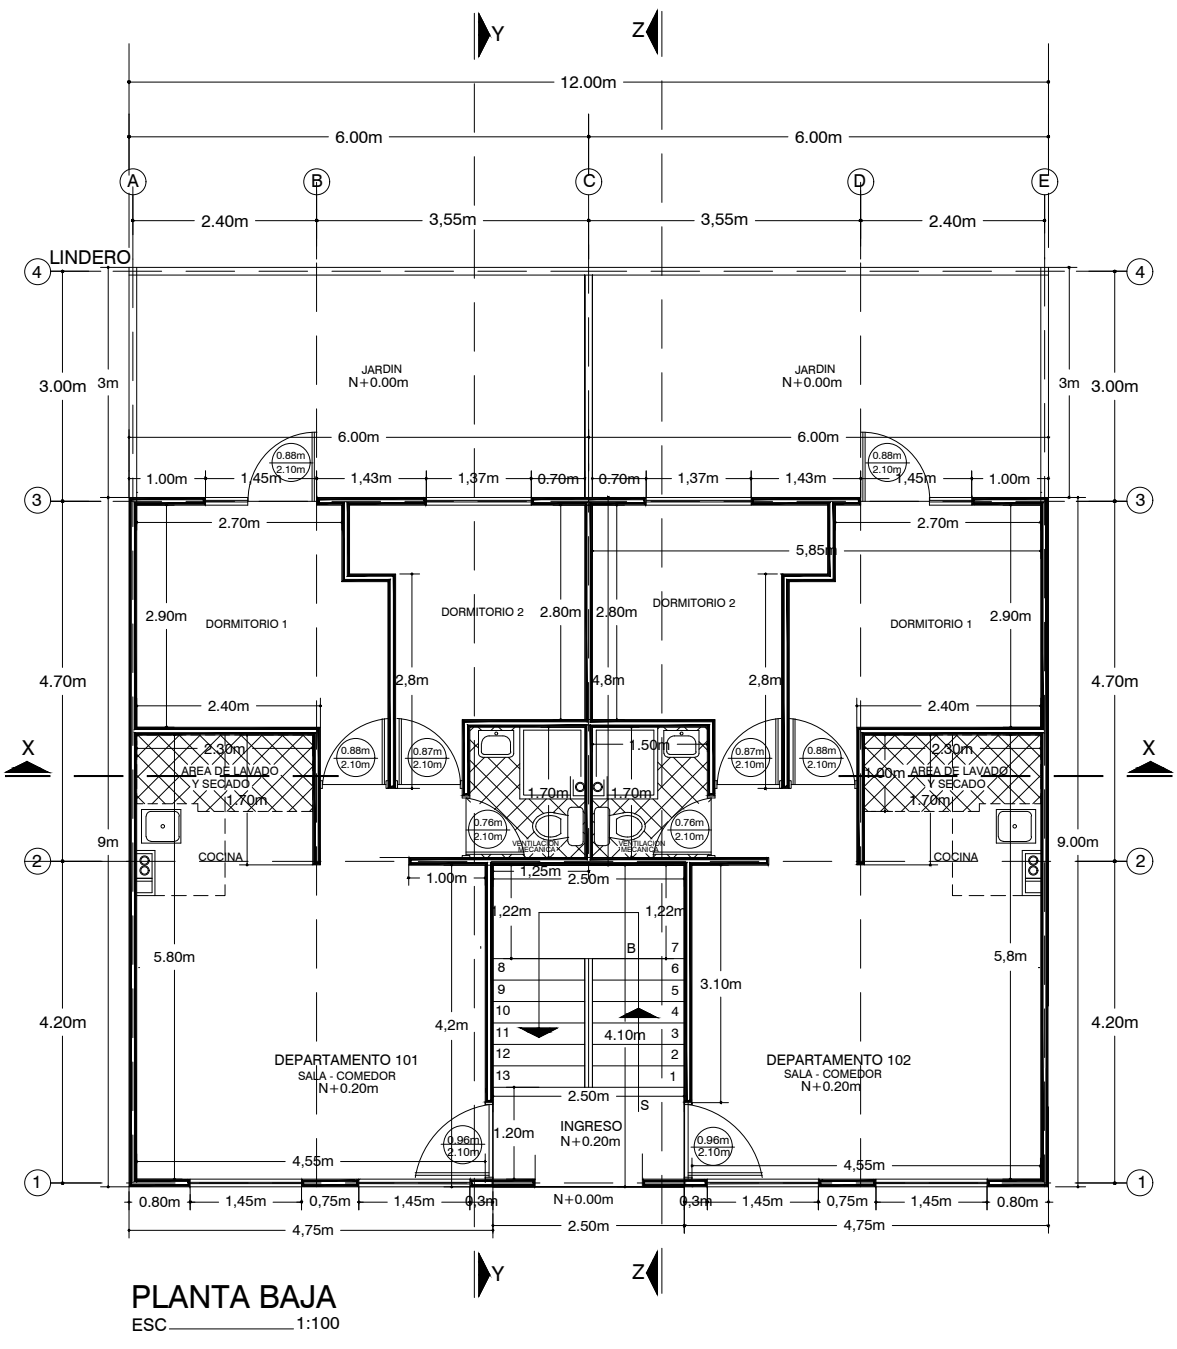 Y Z
12.00m
6.00m 6.00m
A B C D E
2.40m 3,55m 3,55m 2.40m
LINDERO
4 4
JARDIN JARDIN
N+0.00m N+0.00m
3.00m 3m 3m 3.00m
6.00m 6.00m
0.88m 0.88m
2.10m 2.10m
1.00m 1,45m 1,43m 1,37m 0.70m 0.70m 1,37m 1,43m 1,45m 1.00m
3 3
2.70m 2.70m
5,85m
2.90m DORMITORIO 1 DORMITORIO 2 2.80m 2.80m DORMITORIO 2 DORMITORIO 1 2.90m
4.70m 2,8m 4,8m 2,8m 4.70m
2.40m 2.40m
X X
2.30m 0.88m 0.87m 1.50m 0.87m 0.88m 2.30m
2.10m 2.10m 2.10m 2.10m
AREA DE LAVADO 1.00m AREA DE LAVADO
Y SECADO Y SECADO
1.70m 1.70m 1.70m 1.70m
0.76m 0.76m
2.10m 2.10m
9m VENTILACION VENTILACION 9.00m
MECANICA MECANICA
2 COCINA COCINA 2
1.00m 1,25m 2.50m
1,22m 1,22m
B 7
5.80m 8 6 5,8m
9 5 3.10m
10 4
4.20m 4,2m 11 4.10m 3 4.20m
12 2
13 1
DEPARTAMENTO 101 DEPARTAMENTO 102
SALA - COMEDOR SALA - COMEDOR
N+0.20m N+0.20m
2.50m
S
INGRESO
N+0.20m
1.20m
0.96m 0.96m
2.10m 2.10m
4,55m 4,55m
1 1
0.80m 1,45m 0,75m 1,45m 0,3m N+0.00m 0,3m 1,45m 0,75m 1,45m 0.80m
4,75m 2.50m 4,75m
Y Z
PLANTA BAJA
ESC 1:100